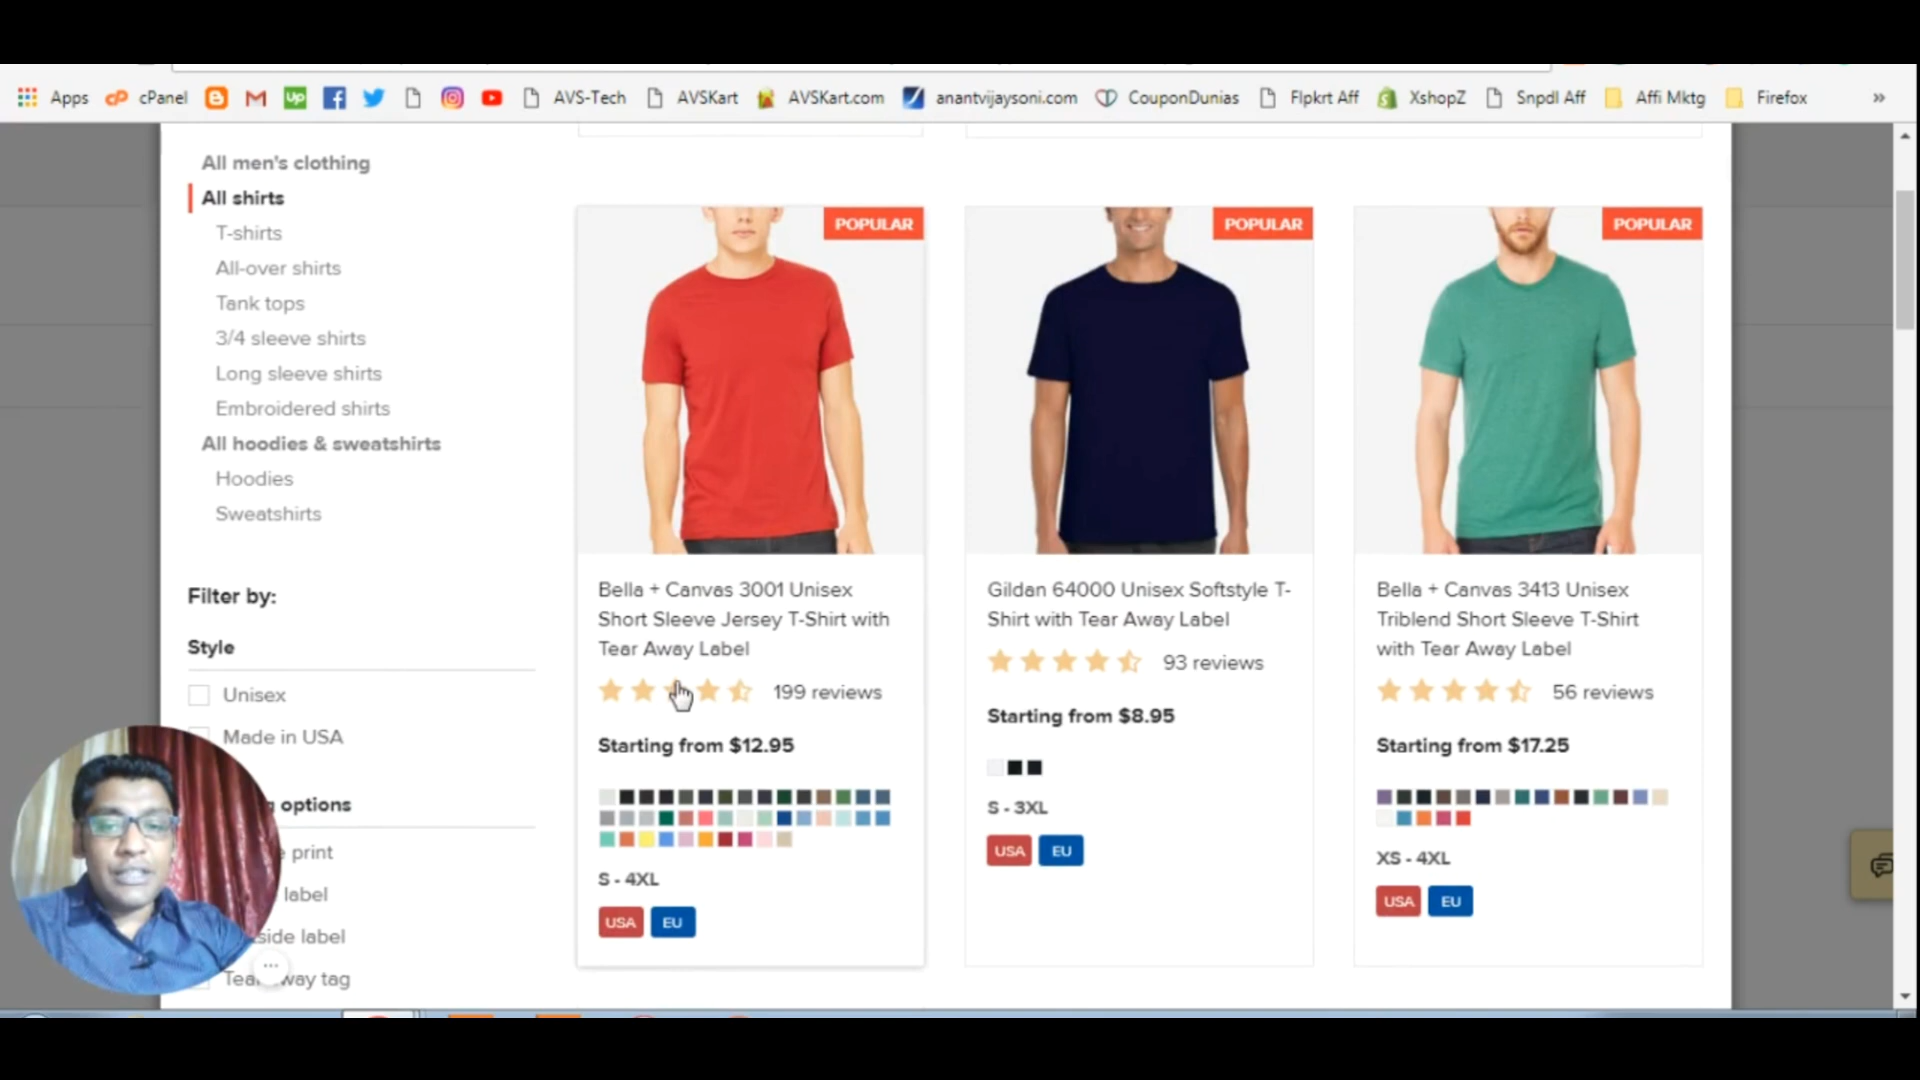 Apps
cPanel
AVS-Tech
AVSKart
AVSKart.com
anantvijaysoni.com
CouponDunias
Flpkrt Aff
XshopZ
Snpdl Aff
Affi Mktg
Firefox
»
All men's clothing
All shirts
T-shirts
All-over shirts
Tank tops
3/4 sleeve shirts
Long sleeve shirts
Embroidered shirts
All hoodies & sweatshirts
Hoodies
Sweatshirts
Filter by:
Style
Unisex
Made in USA
options
print
label
side label
way tag
POPULAR
Bella + Canvas 3001 Unisex
Short Sleeve Jersey T-Shirt with
Tear Away Label
199 reviews
Starting from $12.95
S - 4XL
USA EU
POPULAR
Gildan 64000 Unisex Softstyle T-
Shirt with Tear Away Label
93 reviews
Starting from $8.95
S - 3XL
USA EU
POPULAR
Bella + Canvas 3413 Unisex
Triblend Short Sleeve T-Shirt
with Tear Away Label
56 reviews
Starting from $17.25
XS - 4XL
USA EU